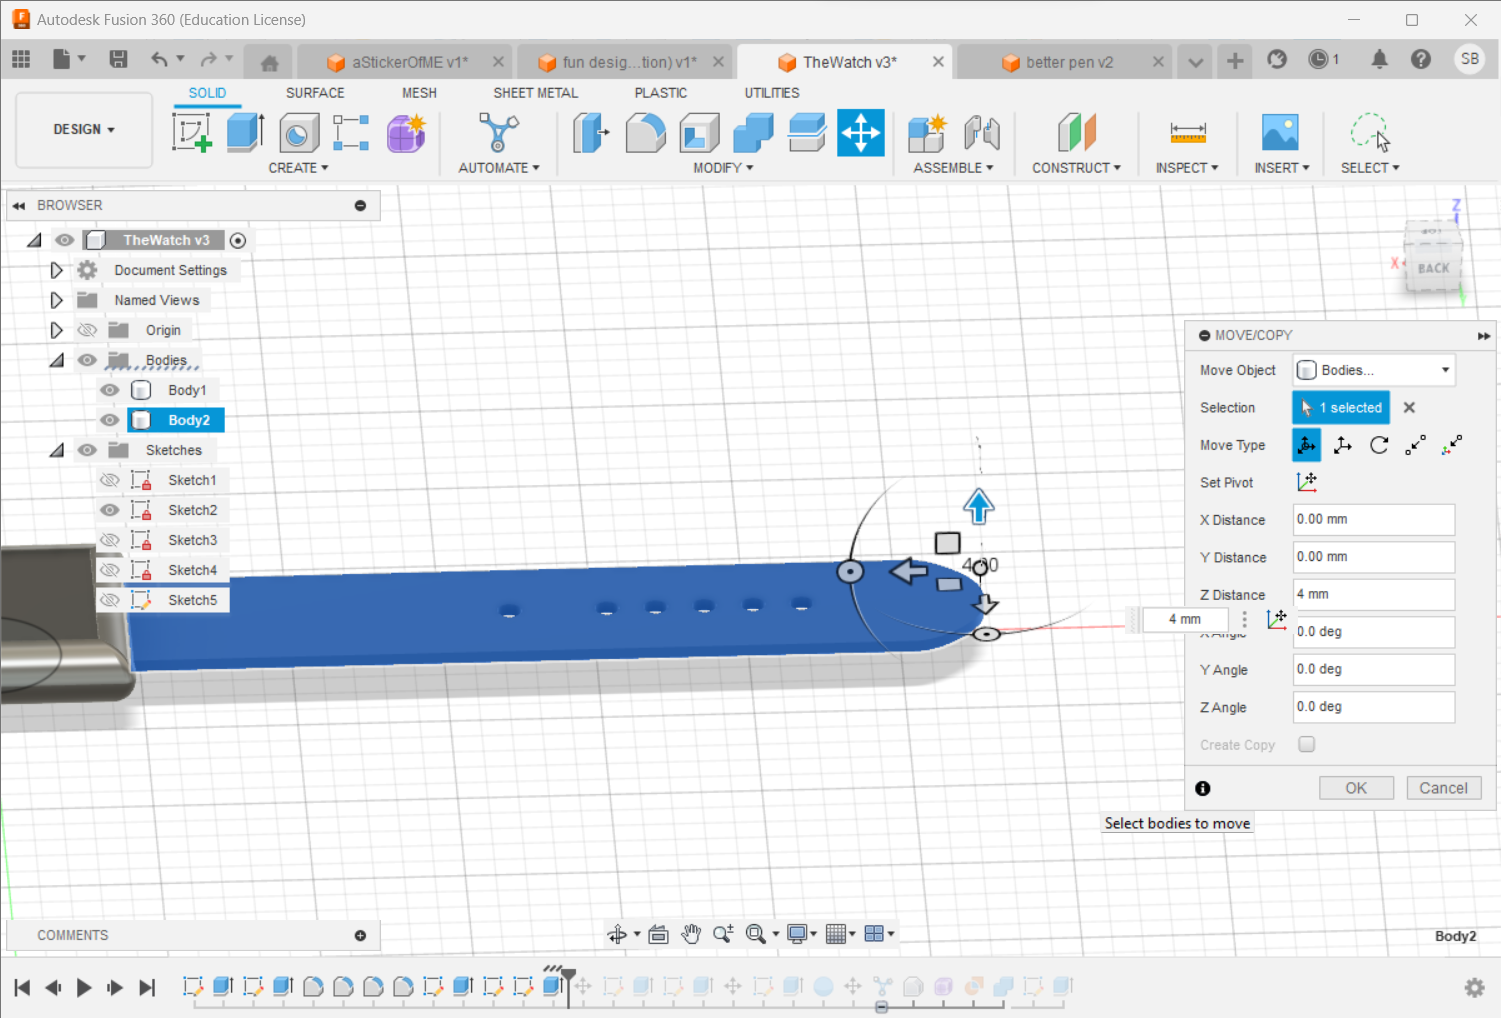 Autodesk Fusion 360 (Education License)
1
SB
aStickerOfME v1*
fun desig...tion) v1*
TheWatch v3*
better pen v2
SOLID
SURFACE
MESH
SHEET METAL
PLASTIC
UTILITIES
DESIGN
CREATE
AUTOMATE
MODIFY
ASSEMBLE
CONSTRUCT
INSPECT
INSERT
SELECT
BROWSER
TheWatch v3
Document Settings
Named Views
Origin
Bodies
Body1
Body2
Sketches
Sketch1
Sketch2
Sketch3
Sketch4
Sketch5
Z
X
BACK
MOVE/COPY
Move Object
Bodies...
Selection
1 selected
Move Type
Set Pivot
X Distance
0.00 mm
Y Distance
0.00 mm
Z Distance
4 mm
4 mm
0.0 deg
Y Angle
0.0 deg
Z Angle
0.0 deg
Create Copy
OK
Cancel
Select bodies to move
COMMENTS
Body2